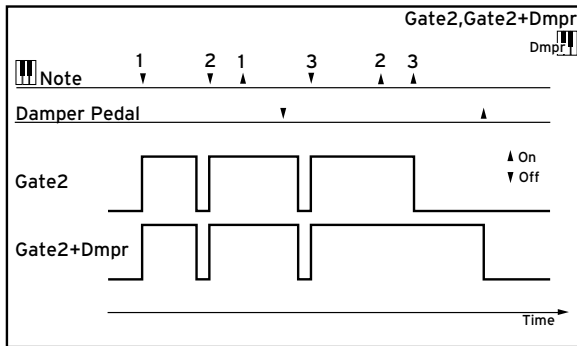 Gate2,Gate2+Dmpr
Dmpr
1 2 1 3 2 3
Note
Damper Pedal
▲ On
▼ Off
Gate2
Gate2+Dmpr
Time